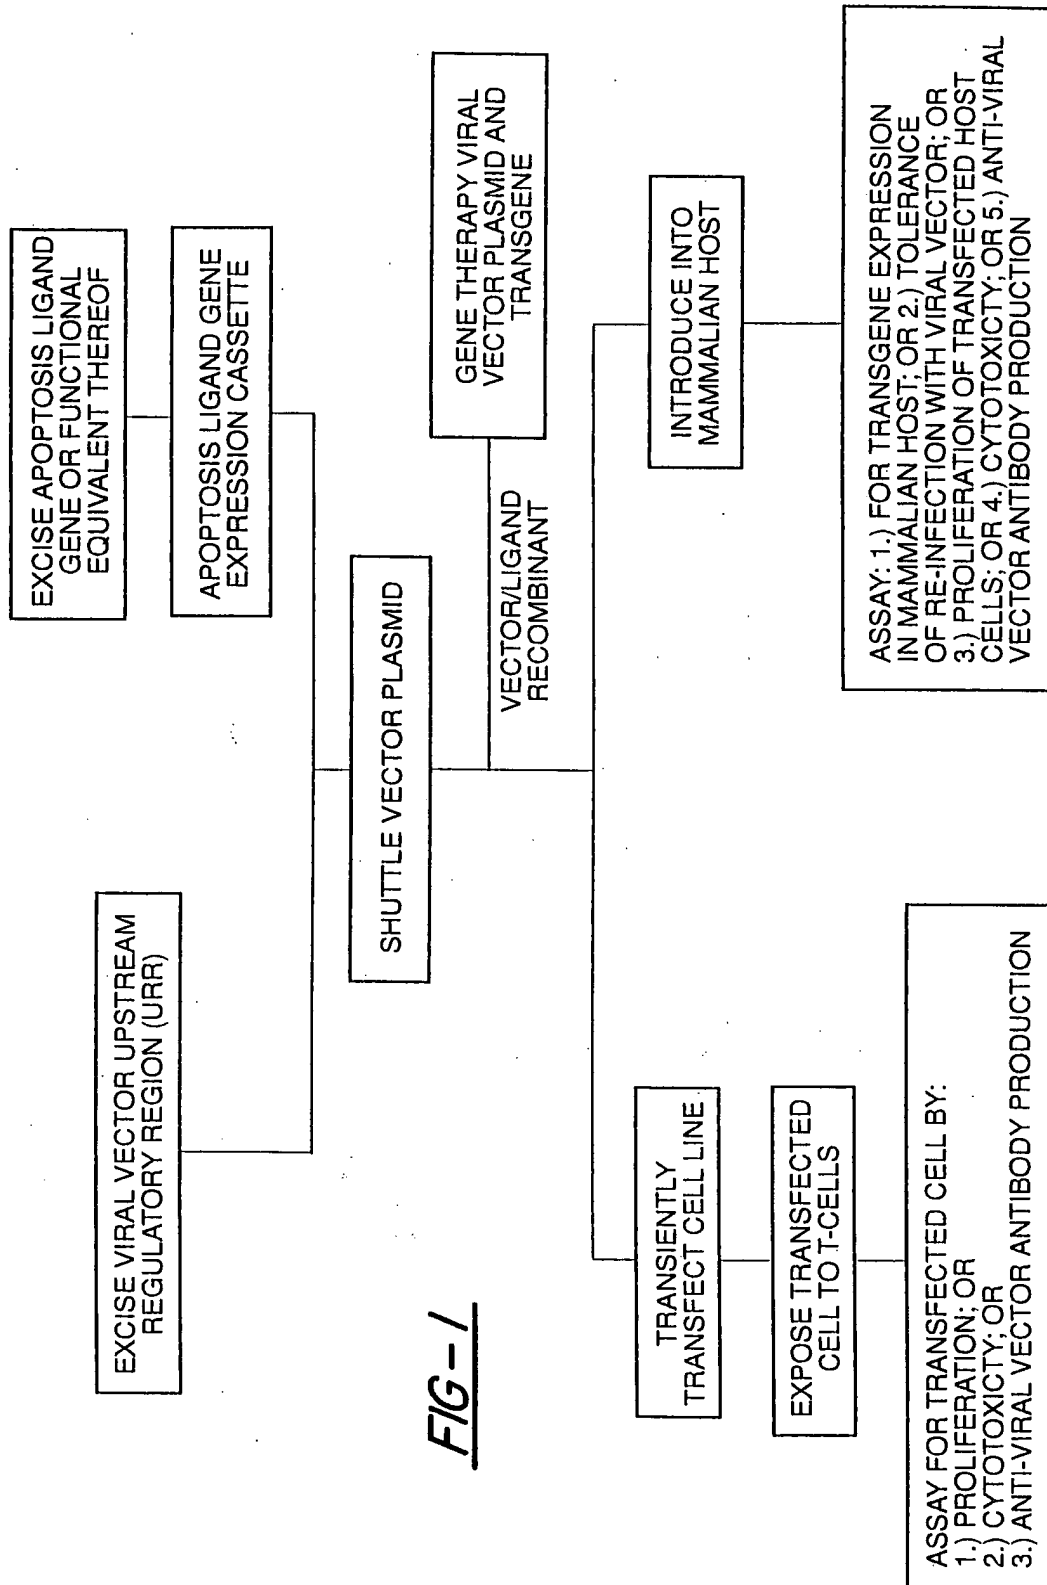 EXCISE VIRAL VECTOR UPSTREAM
REGULATORY REGION (URR)
EXCISE APOPTOSIS LIGAND
GENE OR FUNCTIONAL
EQUIVALENT THEREOF
APOPTOSIS LIGAND GENE
EXPRESSION CASSETTE
SHUTTLE VECTOR PLASMID
VECTOR/LIGAND
RECOMBINANT
GENE THERAPY VIRAL
VECTOR PLASMID AND
TRANSGENE
FIG-1
TRANSIENTLY
TRANSFECT CELL LINE
EXPOSE TRANSFECTED
CELL TO T-CELLS
ASSAY FOR TRANSFECTED CELL BY:
1.) PROLIFERATION; OR
2.) CYTOTOXICTY; OR
3.) ANTI-VIRAL VECTOR ANTIBODY PRODUCTION
INTRODUCE INTO
MAMMALIAN HOST
ASSAY: 1.) FOR TRANSGENE EXPRESSION
IN MAMMALIAN HOST; OR 2.) TOLERANCE
OF RE-INFECTION WITH VIRAL VECTOR; OR
3.) PROLIFERATION OF TRANSFECTED HOST
CELLS; OR 4.) CYTOTOXICTY; OR 5.) ANTI-VIRAL
VECTOR ANTIBODY PRODUCTION